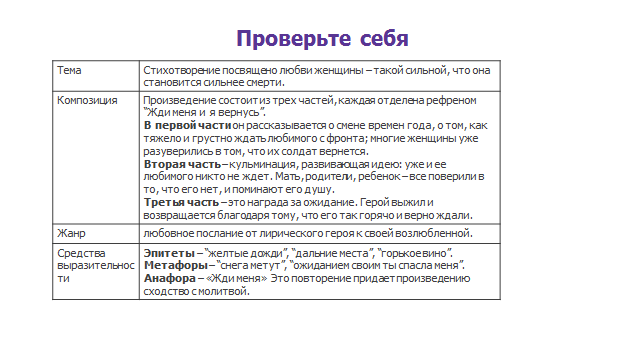 Проверьте себя
Тема
Стихотворение посвящено любви женщины – такой сильной, что она
становится сильнее смерти.
Композиция
Произведение состоит из трех частей, каждая отделена рефреном
“Жди меня и я вернусь”.
В первой части он рассказывается о смене времен года, о том, как
тяжело и грустно ждать любимого с фронта; многие женщины уже
разуверились в том, что их солдат вернется.
Вторая часть – кульминация, развивающая идею: уже и ее
любимого никто не ждет. Мать, родители, ребенок – все поверили в
то, что его нет, и поминают его душу.
Третья часть – это награда за ожидание. Герой выжил и
возвращается благодаря тому, что его так горячо и верно ждали.
Жанр
любовное послание от лирического героя к своей возлюбленной.
Средства
выразительнос
ти
Эпитеты – “желтые дожди”, “дальние места”, “горькое вино”.
Метафоры – “снега метут”, “ожиданием своим ты спасла меня”.
Анафора – «Жди меня» Это повторение придает произведению
сходство с молитвой.